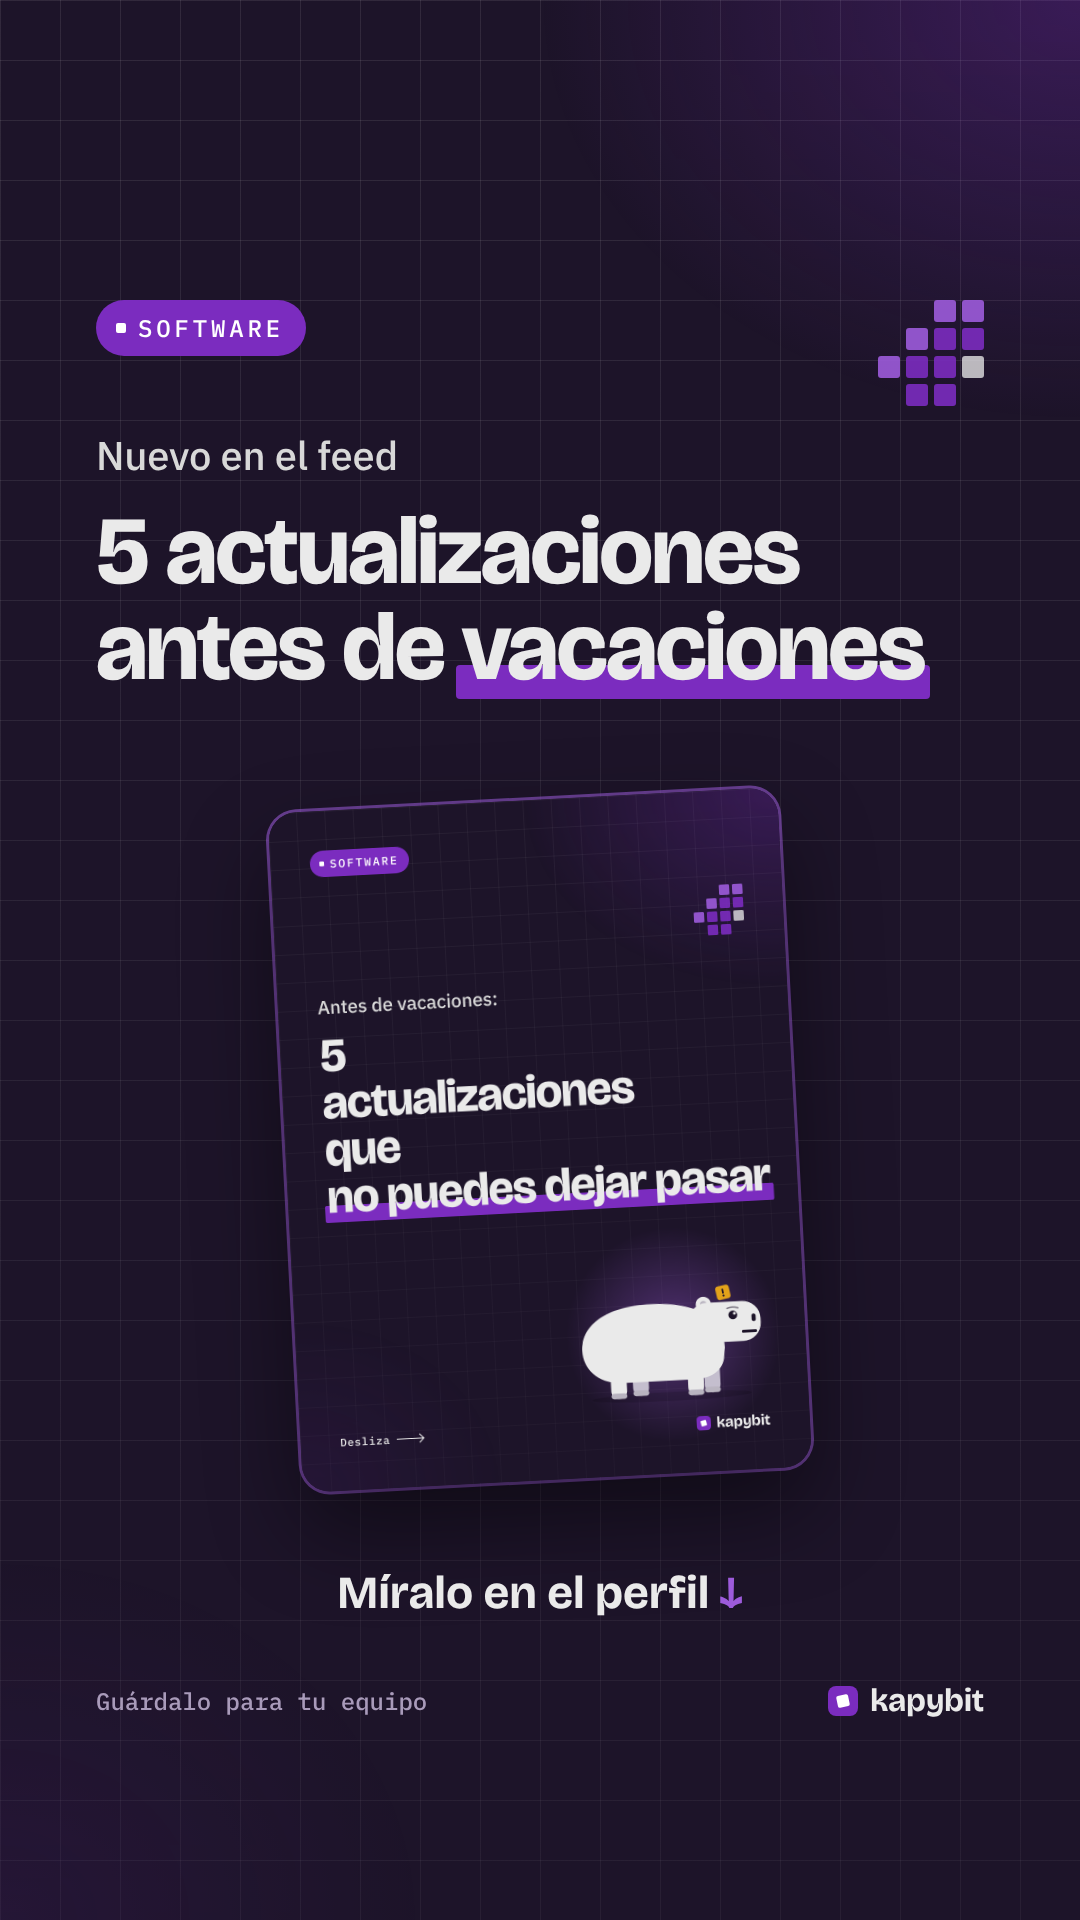 SOFTWARE
Nuevo en el feed
5 actualizaciones
antes de vacaciones
SOFTWARE
Antes de vacaciones:
5
actualizaciones
que
no puedes dejar pasar
!
kapybit
Desliza →
Míralo en el perfil ↓
Guárdalo para tu equipo
kapybit